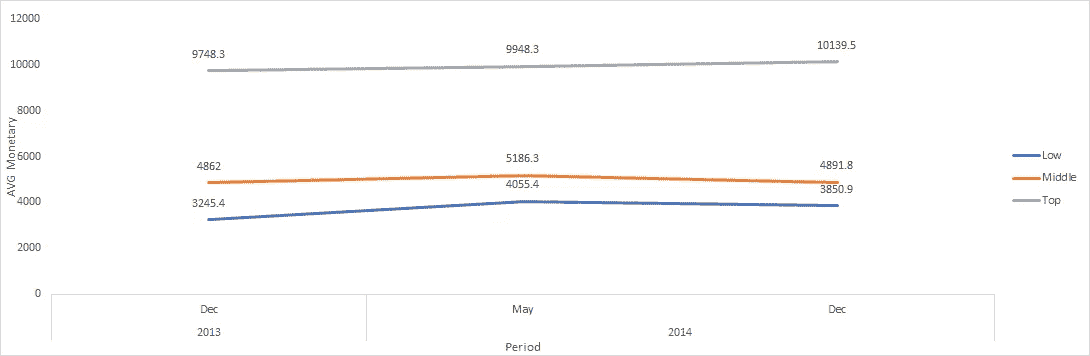 12000
10000
8000
6000
4000
2000
0
AVG Monetary
9748.3
9948.3
10139.5
4862
5186.3
4891.8
3245.4
4055.4
3850.9
Low
Middle
Top
Dec
May
Dec
2013
2014
Period